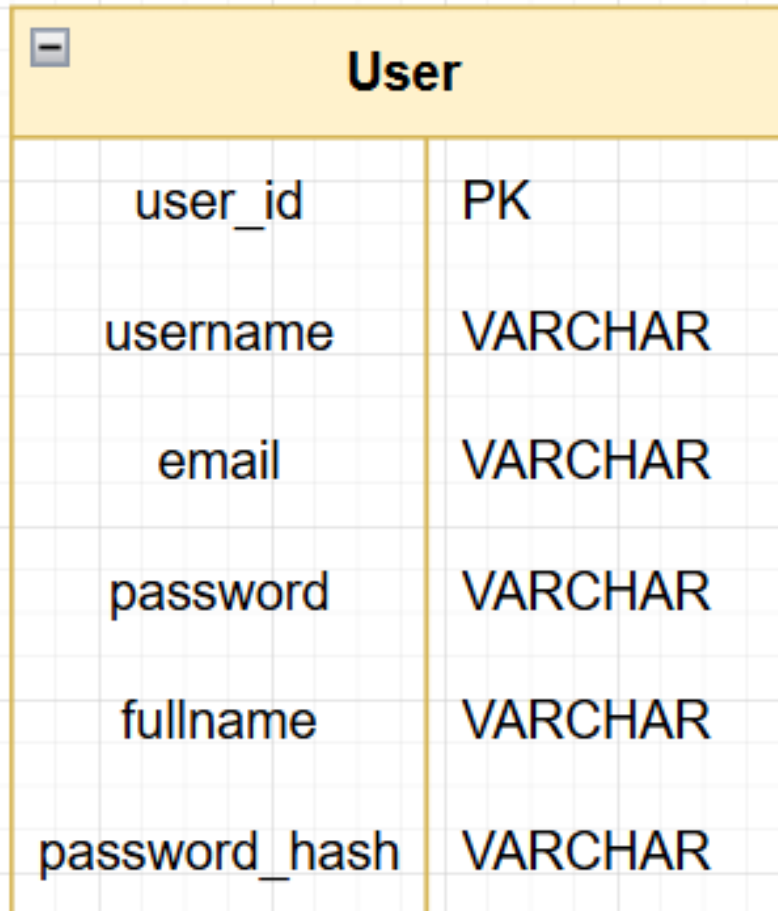 User
user_id PK
username VARCHAR
email VARCHAR
password VARCHAR
fullname VARCHAR
password_hash VARCHAR